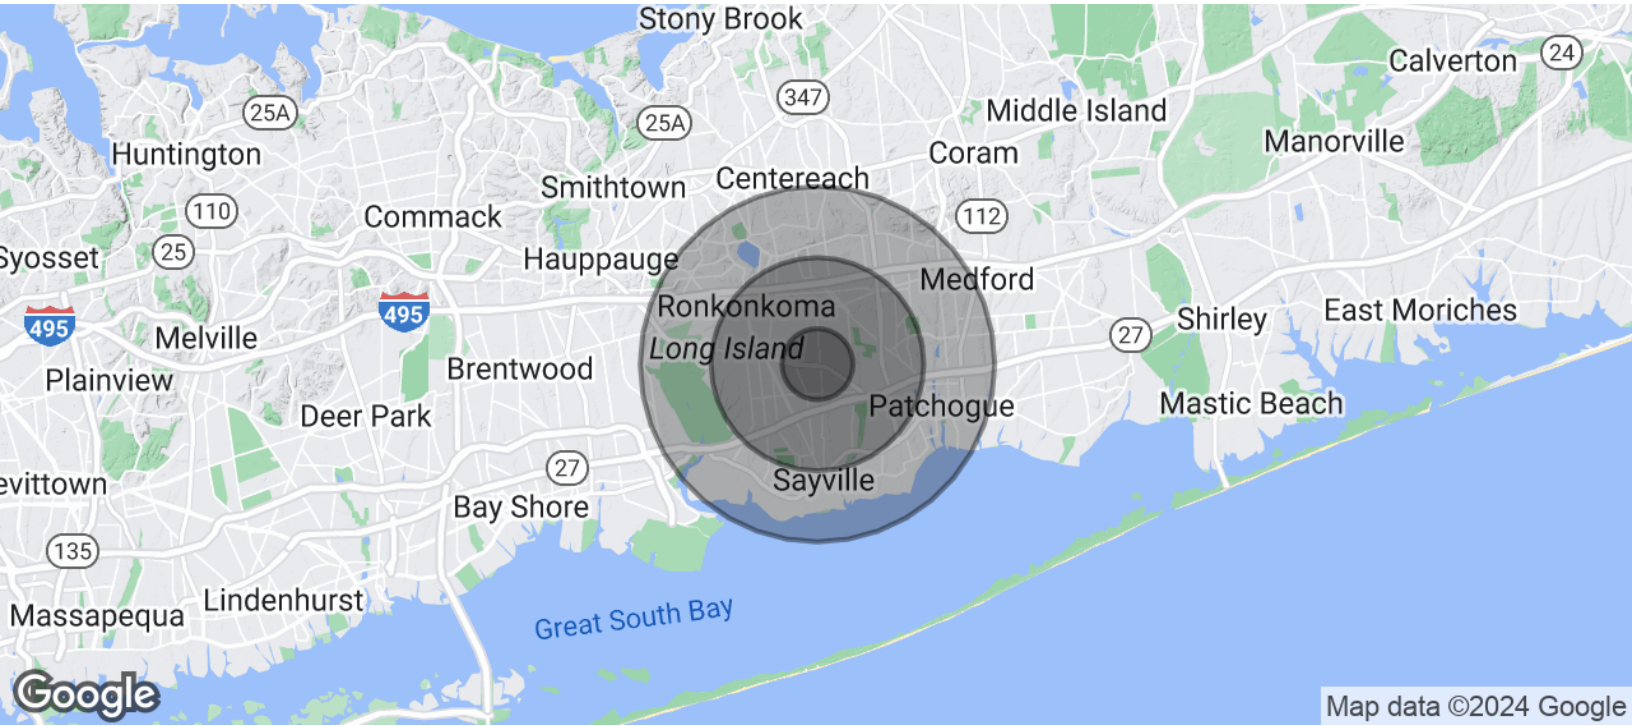 Stony Brook
Calverton
24
347
25A
25A
Middle Island
Manorville
Huntington
Coram
Smithtown
Centereach
110
Commack
112
25
Syosset
Hauppauge
Medford
Ronkonkoma
495
495
East Moriches
Shirley
27
Melville
Long Island
Brentwood
Plainview
Mastic Beach
Patchogue
Deer Park
27
Sayville
evittown
Bay Shore
135
Lindenhurst
Massapequa
Great South Bay
Google
Map data ©2024 Google